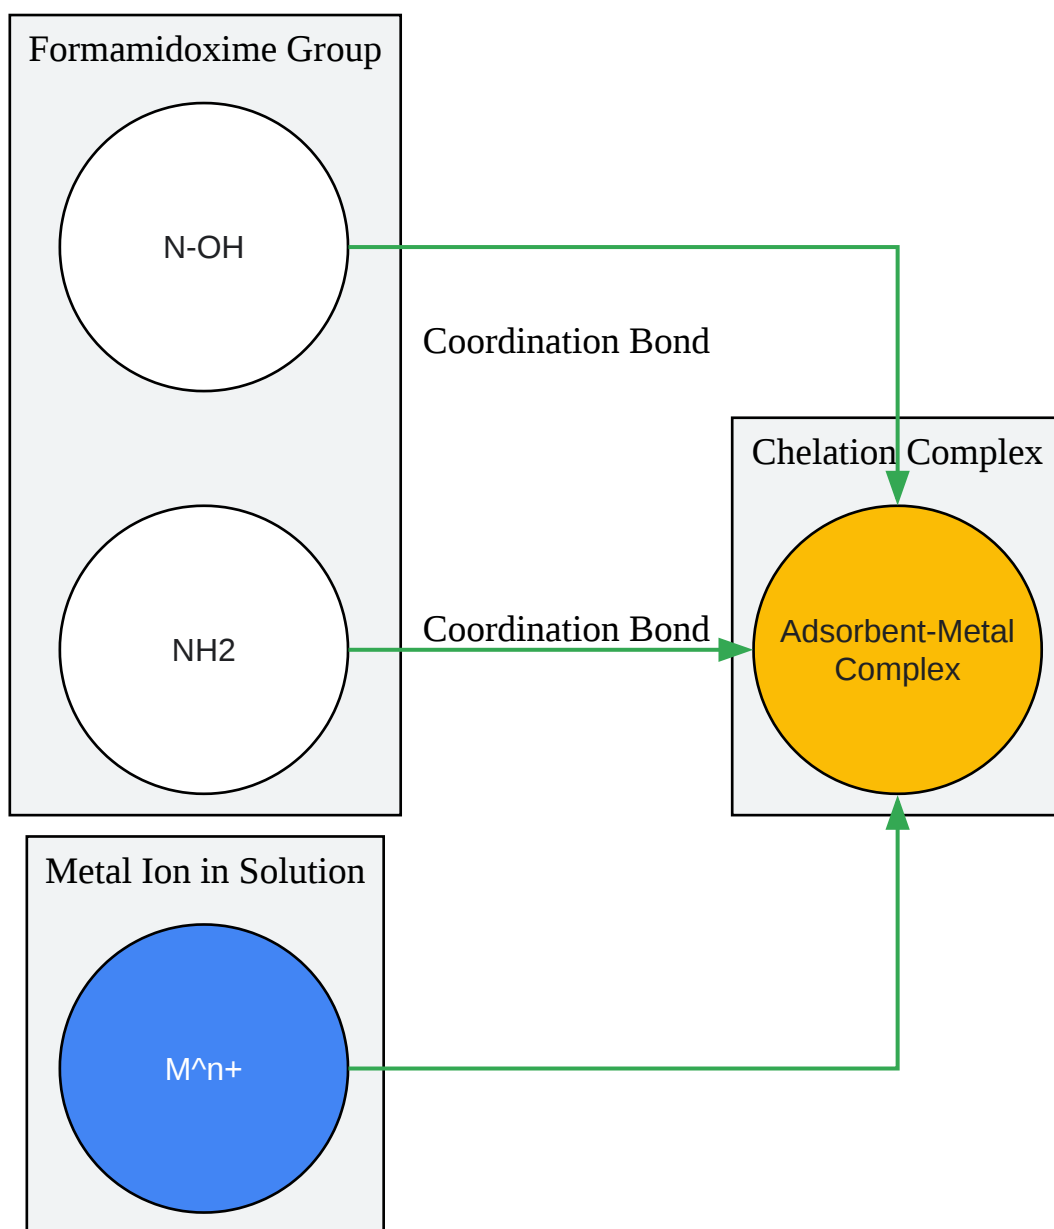 Formamidoxime Group
N-OH
Coordination Bond
Chelation Complex
NH2
Coordination Bond
Adsorbent-Metal
Complex
Metal Ion in Solution
M^n+